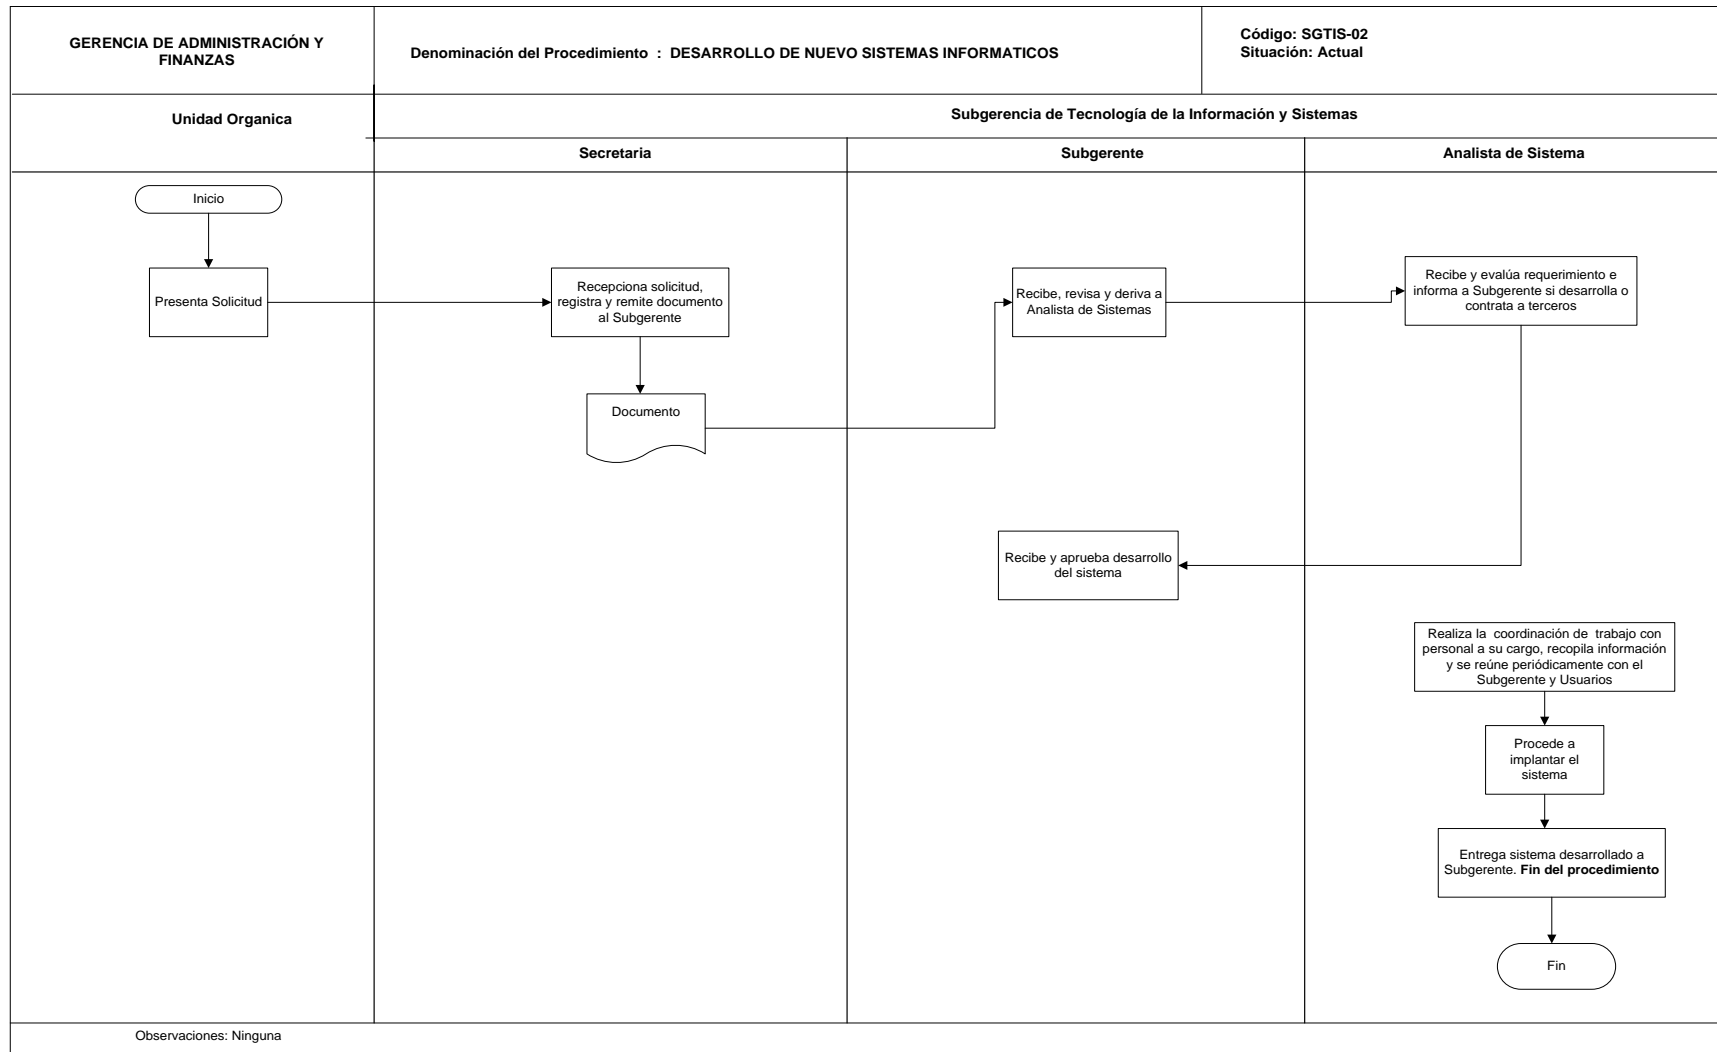 GERENCIA DE ADMINISTRACIÓN Y
FINANZAS
Denominación del Procedimiento : DESARROLLO DE NUEVO SISTEMAS INFORMATICOS
Código: SGTIS-02
Situación: Actual
Unidad Organica
Subgerencia de Tecnología de la Información y Sistemas
Secretaria
Subgerente
Analista de Sistema
Inicio
Presenta Solicitud
Recepciona solicitud,
registra y remite documento
al Subgerente
Documento
Recibe, revisa y deriva a
Analista de Sistemas
Recibe y evalúa requerimiento e
informa a Subgerente si desarrolla o
contrata a terceros
Recibe y aprueba desarrollo
del sistema
Realiza la coordinación de trabajo con
personal a su cargo, recopila información
y se reúne periódicamente con el
Subgerente y Usuarios
Procede a
implantar el
sistema
Entrega sistema desarrollado a
Subgerente. Fin del procedimiento
Fin
Observaciones: Ninguna